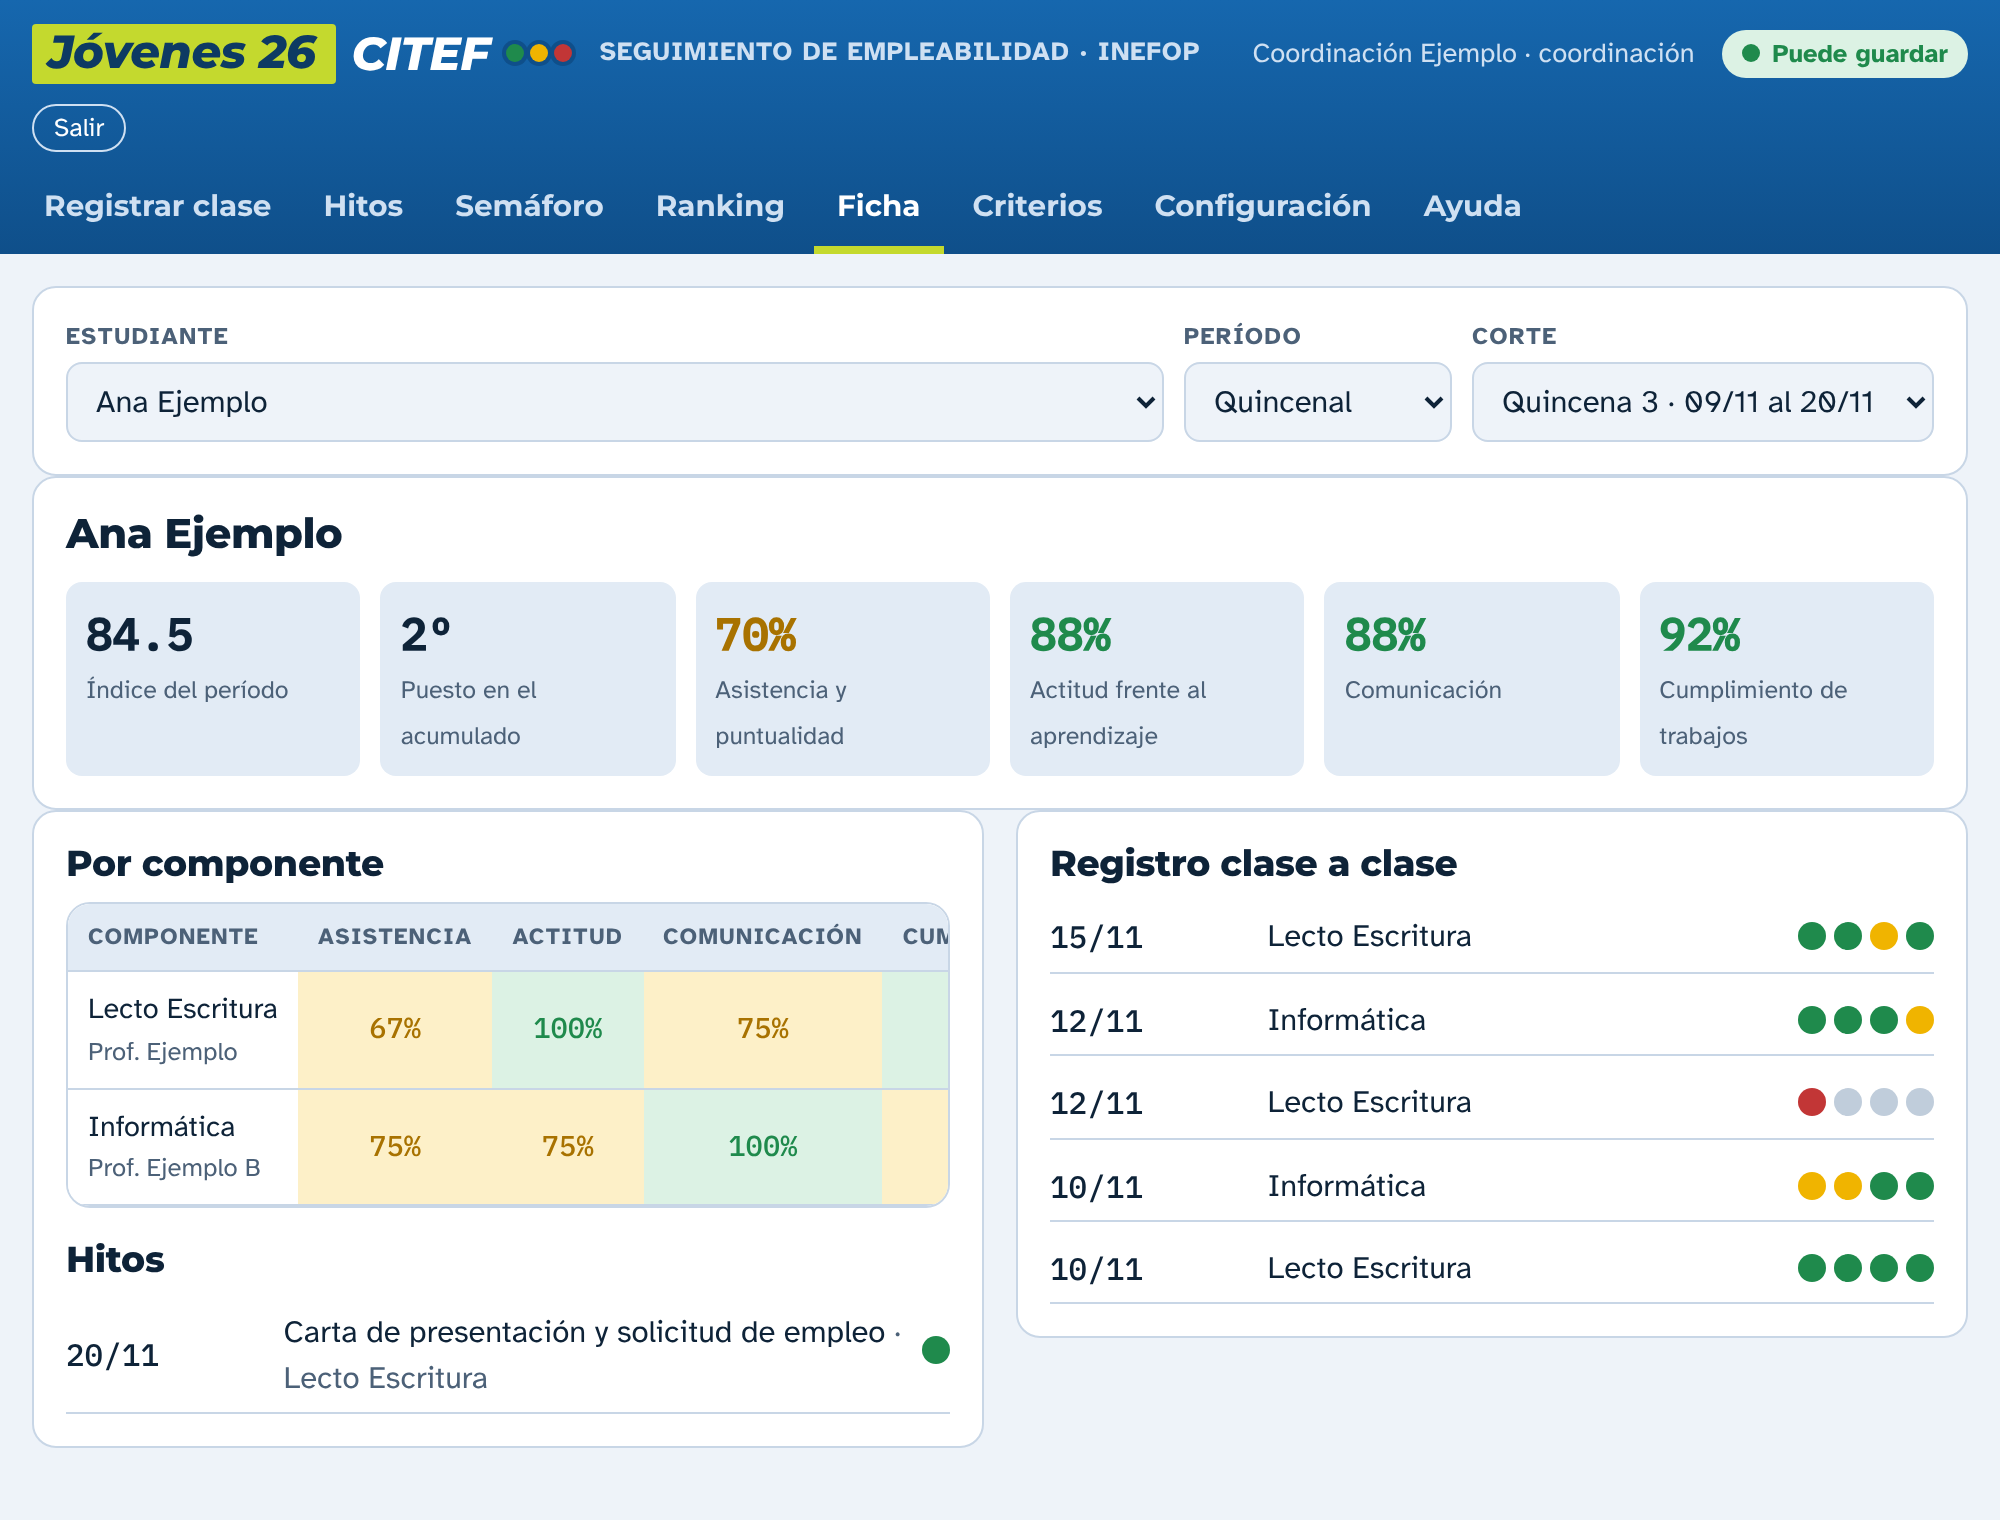 Jóvenes 26 CITEF SEGUIMIENTO DE EMPLEABILIDAD · INEFOP Coordinación Ejemplo · coordinación Puede guardar
Salir
Registrar clase Hitos Semáforo Ranking Ficha Criterios Configuración Ayuda
ESTUDIANTE PERÍODO CORTE
Ana Ejemplo Quincenal Quincena 3 · 09/11 al 20/11
Ana Ejemplo
84.5 2º 70% 88% 88% 92%
Índice del período Puesto en el acumulado Asistencia y puntualidad Actitud frente al aprendizaje Comunicación Cumplimiento de trabajos
Por componente
COMPONENTE ASISTENCIA ACTITUD COMUNICACIÓN CUM
Lecto Escritura 67% 100% 75%
Prof. Ejemplo
Informática 75% 75% 100%
Prof. Ejemplo B
Hitos
20/11 Carta de presentación y solicitud de empleo ·
Lecto Escritura
Registro clase a clase
15/11 Lecto Escritura
12/11 Informática
12/11 Lecto Escritura
10/11 Informática
10/11 Lecto Escritura